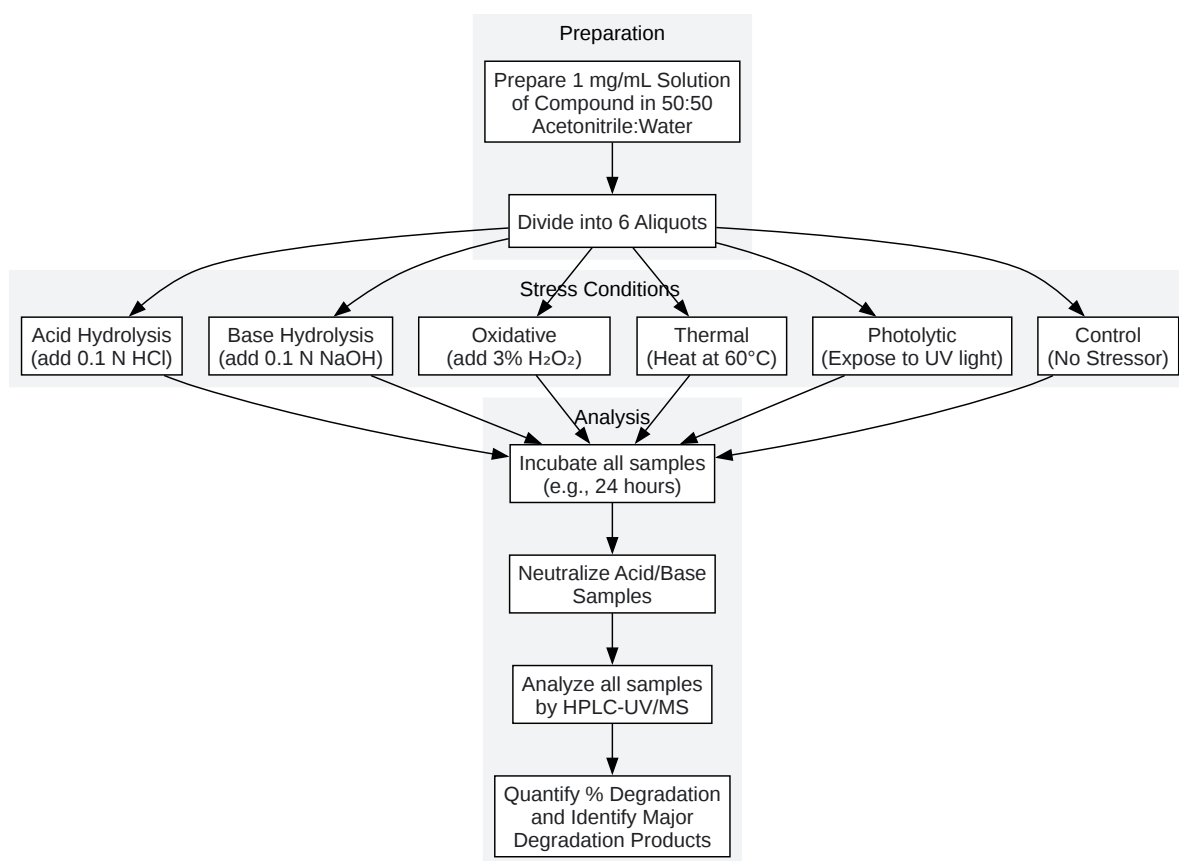 Preparation
Prepare 1 mg/mL Solution
of Compound in 50:50
Acetonitrile:Water
Divide into 6 Aliquots
Stress Conditions
Acid Hydrolysis
(add 0.1 N HCl)
Base Hydrolysis
(add 0.1 N NaOH)
Oxidative
(add 3% H₂O₂)
Thermal
(Heat at 60°C)
Photolytic
(Expose to UV light)
Control
(No Stressor)
Analysis
Incubate all samples
(e.g., 24 hours)
Neutralize Acid/Base
Samples
Analyze all samples
by HPLC-UV/MS
Quantify % Degradation
and Identify Major
Degradation Products